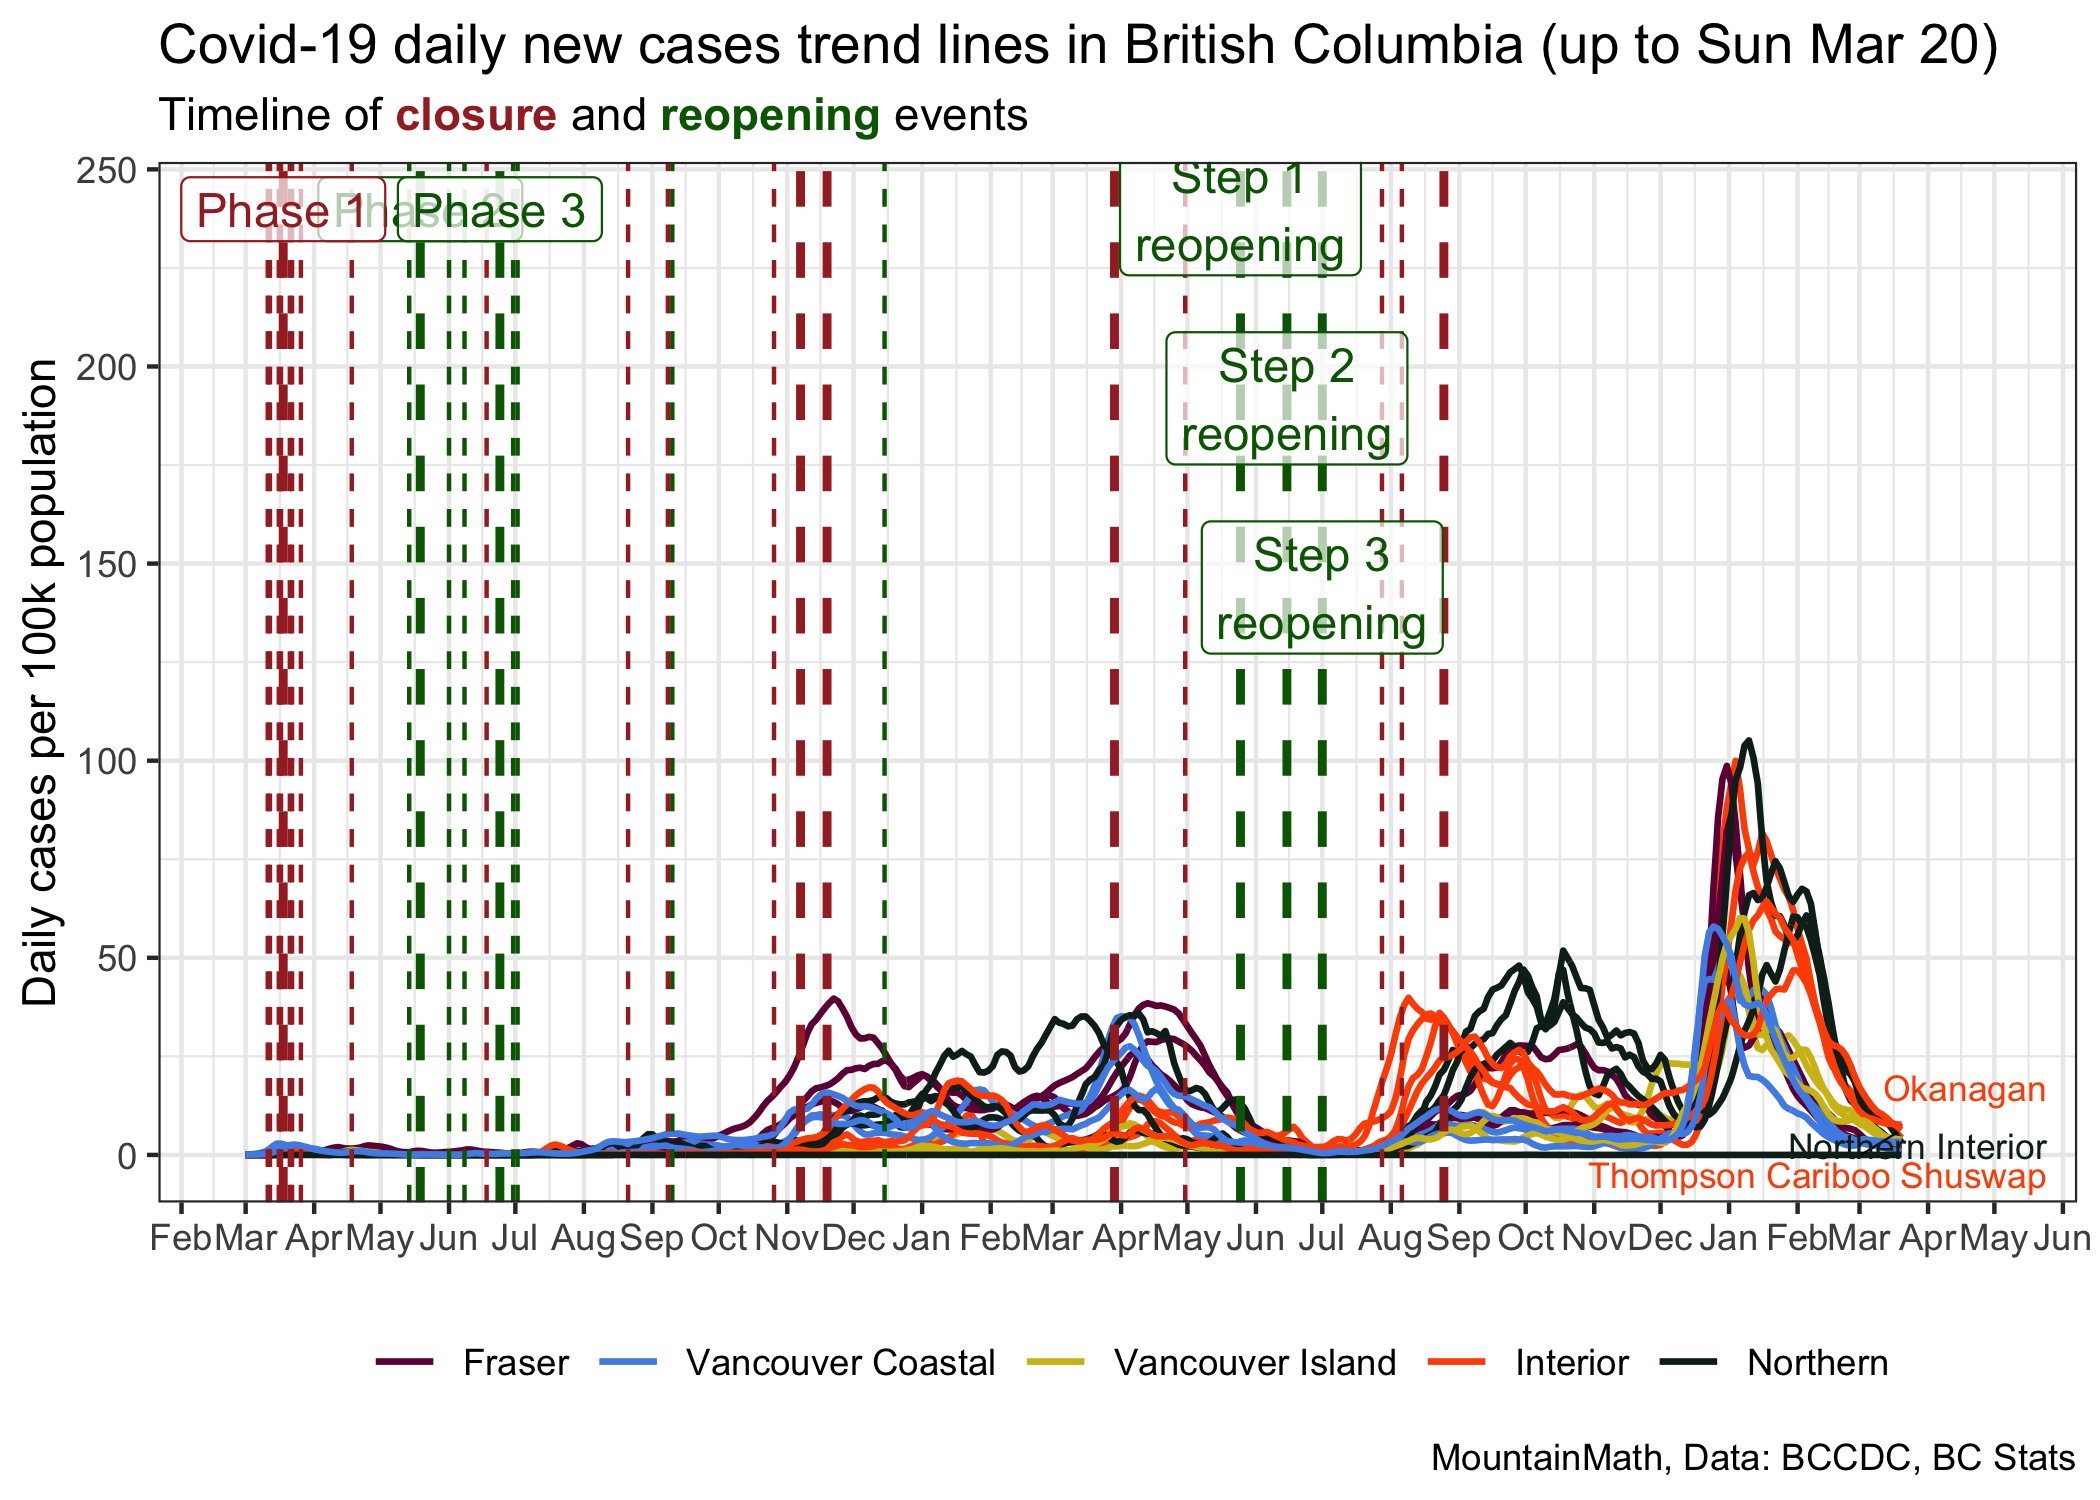 Covid-19 daily new cases trend lines in British Columbia (up to Sun Mar 20)
Timeline of closure and reopening events
Daily cases per 100k population
250
200
150
100
50
0
Phase 1
Phase 2
Phase 3
Step 1
reopening
Step 2
reopening
Step 3
reopening
Okanagan
Northern Interior
Thompson Cariboo Shuswap
Feb Mar Apr May Jun Jul Aug Sep Oct Nov Dec Jan Feb Mar Apr May Jun Jul Aug Sep Oct Nov Dec Jan Feb Mar Apr May Jun
Fraser Vancouver Coastal Vancouver Island Interior Northern
MountainMath, Data: BCCDC, BC Stats